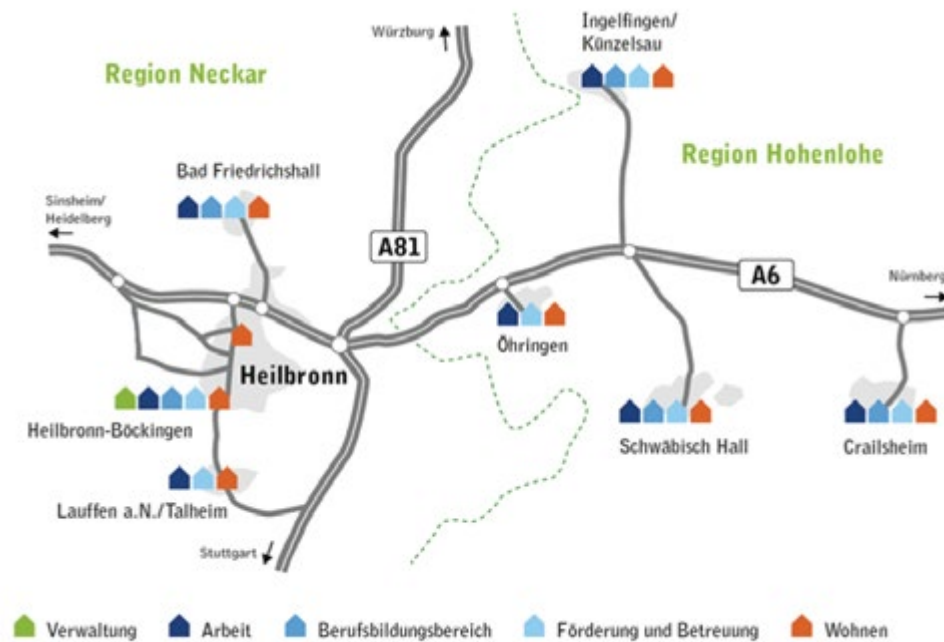 Würzburg
Ingelfingen/
Künzelsau
Region Neckar
Region Hohenlohe
Bad Friedrichshall
Sinsheim/
Heidelberg
A81
A6
Nürnberg
Öhringen
Heilbronn
Heilbronn-Böckingen
Schwäbisch Hall
Crailsheim
Lauffen a.N./Talheim
Stuttgart
Verwaltung
Arbeit
Berufsbildungsbereich
Förderung und Betreuung
Wohnen